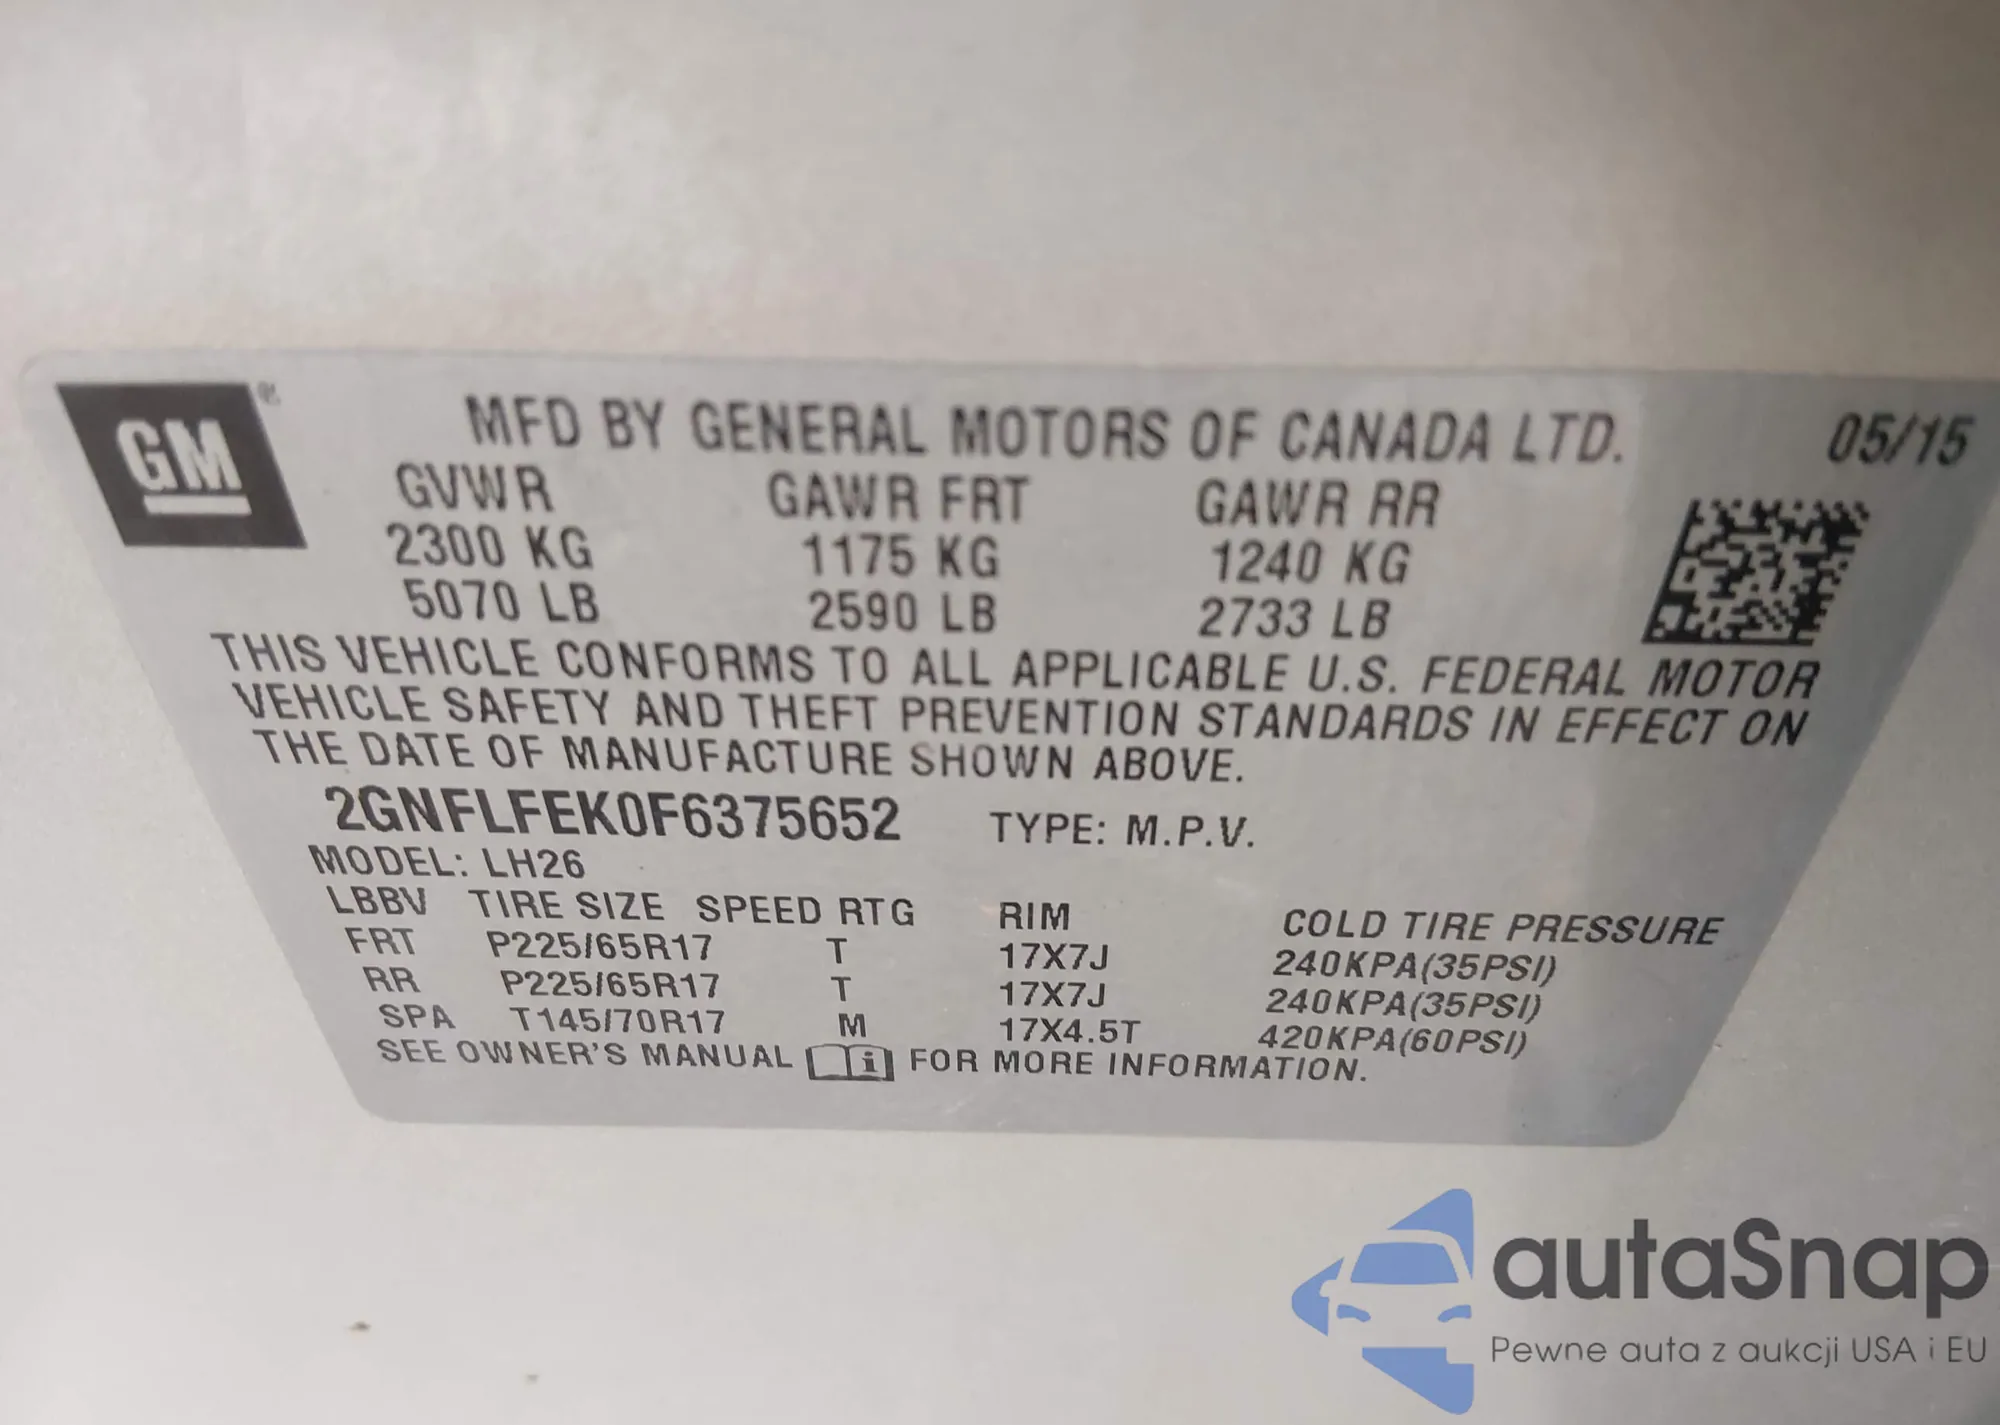 GM
MFD BY GENERAL MOTORS OF CANADA LTD. 05/15
GVWR GAWR FRT GAWR RR
2300 KG 1175 KG 1240 KG
5070 LB 2590 LB 2733 LB
THIS VEHICLE CONFORMS TO ALL APPLICABLE U.S. FEDERAL MOTOR
VEHICLE SAFETY AND THEFT PREVENTION STANDARDS IN EFFECT ON
THE DATE OF MANUFACTURE SHOWN ABOVE.
2GNFLFEK0F6375652 TYPE: M.P.V.
MODEL: LH26
LBBV TIRE SIZE SPEED RTG RIM COLD TIRE PRESSURE
FRT P225/65R17 T 17X7J 240KPA(35PSI)
RR P225/65R17 T 17X7J 240KPA(35PSI)
SPA T145/70R17 M 17X4.5T 420KPA(60PSI)
SEE OWNER'S MANUAL i FOR MORE INFORMATION.
autaSnap
Pewne auta z aukcji USA i EU